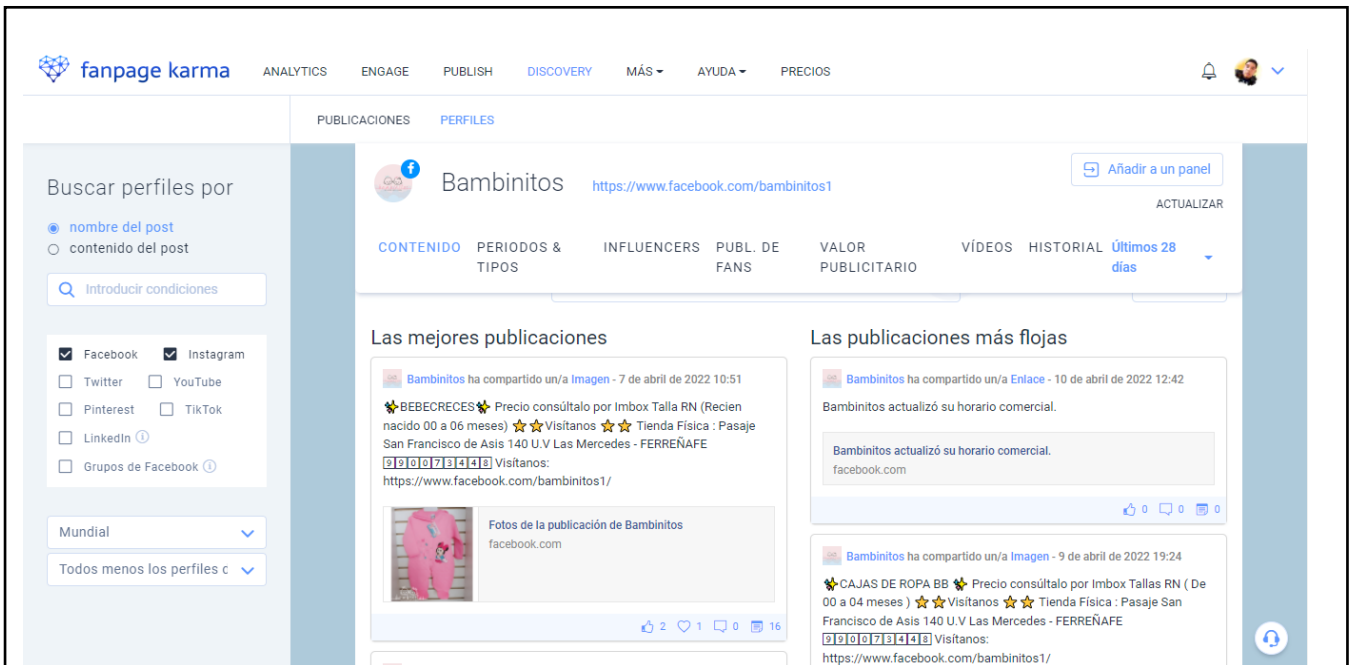 fanpage karma
ANALYTICS ENGAGE PUBLISH DISCOVERY MÁS AYUDA PRECIOS
PUBLICACIONES PERFILES
Buscar perfiles por
nombre del post
contenido del post
Introducir condiciones
Facebook Instagram
Twitter YouTube
Pinterest TikTok
LinkedIn
Grupos de Facebook
Mundial
Todos menos los perfiles
Bambinitos https://www.facebook.com/bambinitos1
Añadir a un panel
ACTUALIZAR
CONTENIDO PERIODOS & TIPOS INFLUENCERS PUBL. DE FANS VALOR PUBLICITARIO VÍDEOS HISTORIAL Últimos 28 días
Las mejores publicaciones
Bambinitos ha compartido un/a Imagen - 7 de abril de 2022 10:51
✨BEBECRECES✨ Precio consúltalo por Imbox Talla RN (Recien
nacido 00 a 06 meses) ⭐⭐Visítanos ⭐⭐ Tienda Física : Pasaje
San Francisco de Asis 140 U.V Las Mercedes - FERREÑAFE
990073448 Visítanos:
https://www.facebook.com/bambinitos1/
Fotos de la publicación de Bambinitos
facebook.com
2 1 0 16
Las publicaciones más flojas
Bambinitos ha compartido un/a Enlace - 10 de abril de 2022 12:42
Bambinitos actualizó su horario comercial.
Bambinitos actualizó su horario comercial.
facebook.com
0 0 0
Bambinitos ha compartido un/a Imagen - 9 de abril de 2022 19:24
✨CAJAS DE ROPA BB ✨ Precio consúltalo por Imbox Tallas RN ( De
00 a 04 meses ) ⭐⭐Visítanos ⭐⭐ Tienda Física : Pasaje San
Francisco de Asis 140 U.V Las Mercedes - FERREÑAFE
990073448 Visítanos:
https://www.facebook.com/bambinitos1/